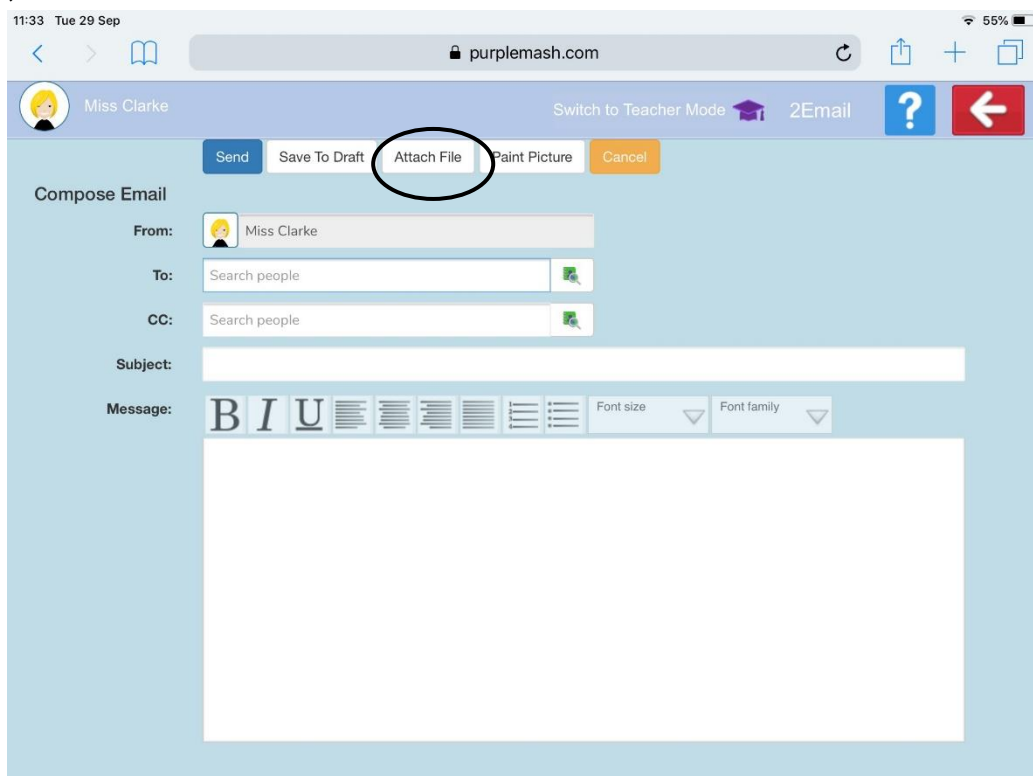 11:33 Tue 29 Sep
55%
purplemash.com
Miss Clarke
Switch to Teacher Mode
2Email
?
Send
Save To Draft
Attach File
Paint Picture
Cancel
Compose Email
From:
Miss Clarke
To:
Search people
CC:
Search people
Subject:
Message:
B I U
Font size
Font family